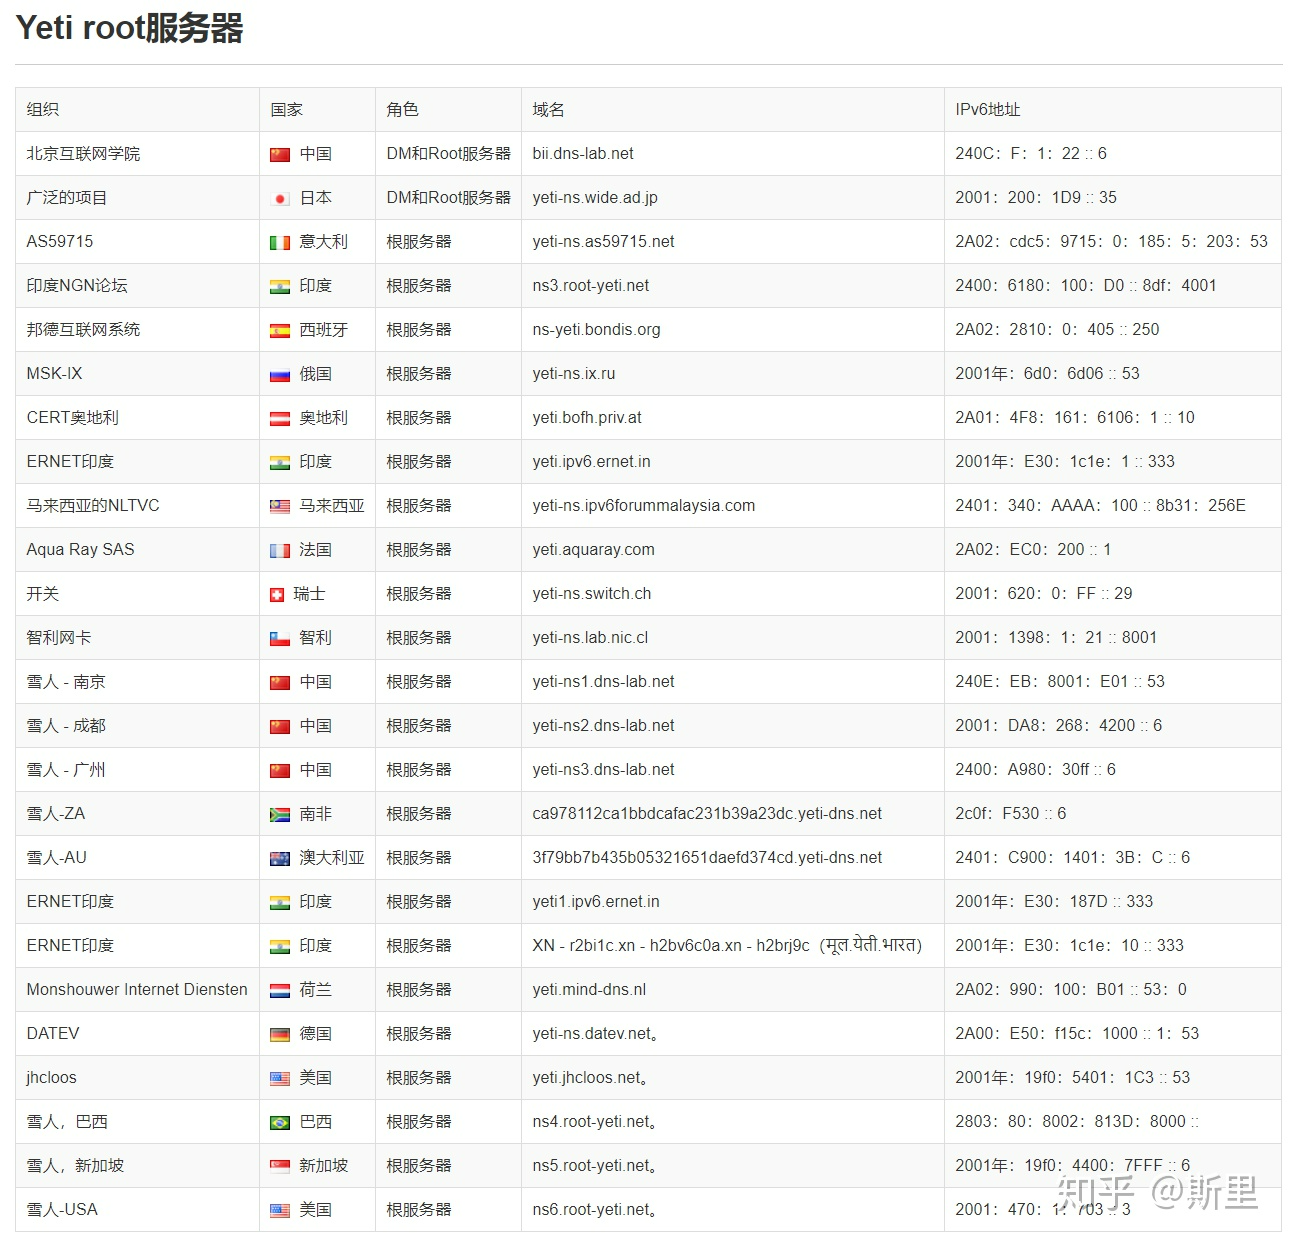 Yeti root服务器
组织 国家 角色 域名 IPv6地址
北京互联网学院 中国 DM和Root服务器 bii.dns-lab.net 240C：F：1：22 :: 6
广泛的项目 日本 DM和Root服务器 yeti-ns.wide.ad.jp 2001：200：1D9 :: 35
AS59715 意大利 根服务器 yeti-ns.as59715.net 2A02：cdc5：9715：0：185：5：203：53
印度NGN论坛 印度 根服务器 ns3.root-yeti.net 2400：6180：100：D0 :: 8df：4001
邦德互联网系统 西班牙 根服务器 ns-yeti.bondis.org 2A02：2810：0：405 :: 250
MSK-IX 俄国 根服务器 yeti-ns.ix.ru 2001年：6d0：6d06 :: 53
CERT奥地利 奥地利 根服务器 yeti.bofh.priv.at 2A01：4F8：161：6106：1 :: 10
ERNET印度 印度 根服务器 yeti.ipv6.ernet.in 2001年：E30：1c1e：1 :: 333
马来西亚的NLTVC 马来西亚 根服务器 yeti-ns.ipv6forummalaysia.com 2401：340：AAAA：100 :: 8b31：256E
Aqua Ray SAS 法国 根服务器 yeti.aquaray.com 2A02：EC0：200 :: 1
开关 瑞士 根服务器 yeti-ns.switch.ch 2001：620：0：FF :: 29
智利网卡 智利 根服务器 yeti-ns.lab.nic.cl 2001：1398：1：21 :: 8001
雪人 - 南京 中国 根服务器 yeti-ns1.dns-lab.net 240E：EB：8001：E01 :: 53
雪人 - 成都 中国 根服务器 yeti-ns2.dns-lab.net 2001：DA8：268：4200 :: 6
雪人 - 广州 中国 根服务器 yeti-ns3.dns-lab.net 2400：A980：30ff :: 6
雪人-ZA 南非 根服务器 ca978112ca1bbdcafac231b39a23dc.yeti-dns.net 2c0f：F530 :: 6
雪人-AU 澳大利亚 根服务器 3f79bb7b435b05321651daefd374cd.yeti-dns.net 2401：C900：1401：3B：C :: 6
ERNET印度 印度 根服务器 yeti1.ipv6.ernet.in 2001年：E30：187D :: 333
ERNET印度 印度 根服务器 XN - r2bi1c.xn - h2bv6c0a.xn - h2brj9c（मूल.येती.भारत） 2001年：E30：1c1e：10 :: 333
Monshouwer Internet Diensten 荷兰 根服务器 yeti.mind-dns.nl 2A02：990：100：B01 :: 53：0
DATEV 德国 根服务器 yeti-ns.datev.net。 2A00：E50：f15c：1000 :: 1：53
jhcloos 美国 根服务器 yeti.jhcloos.net。 2001年：19f0：5401：1C3 :: 53
雪人，巴西 巴西 根服务器 ns4.root-yeti.net。 2803：80：8002：813D：8000 ::
雪人，新加坡 新加坡 根服务器 ns5.root-yeti.net。 2001年：19f0：4400：7FFF :: 6
雪人-USA 美国 根服务器 ns6.root-yeti.net。 2001：470：1：703 :: 3
知乎 @斯里